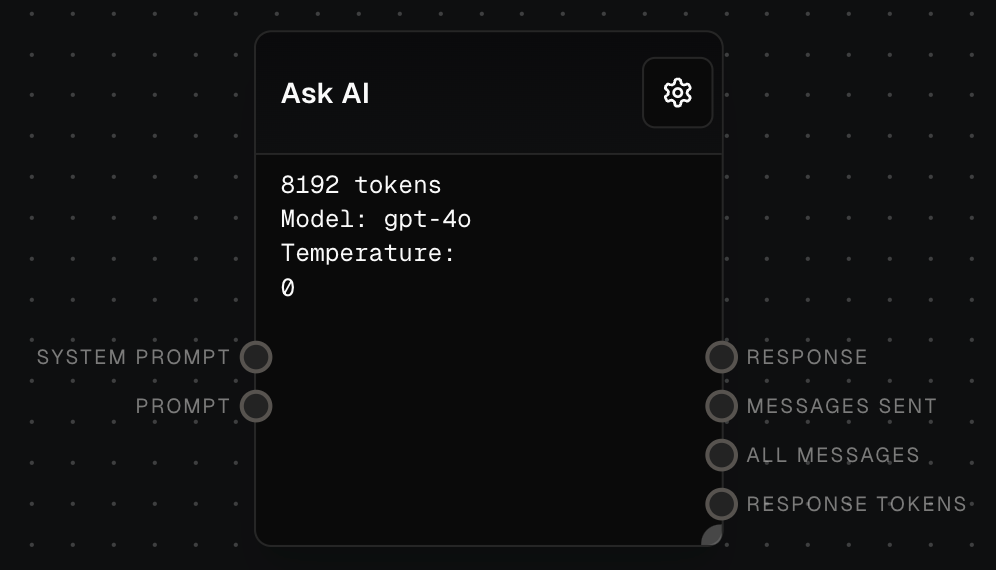 Ask AI
8192 tokens
Model: gpt-4o
Temperature:
0
SYSTEM PROMPT
RESPONSE
PROMPT
MESSAGES SENT
ALL MESSAGES
RESPONSE TOKENS